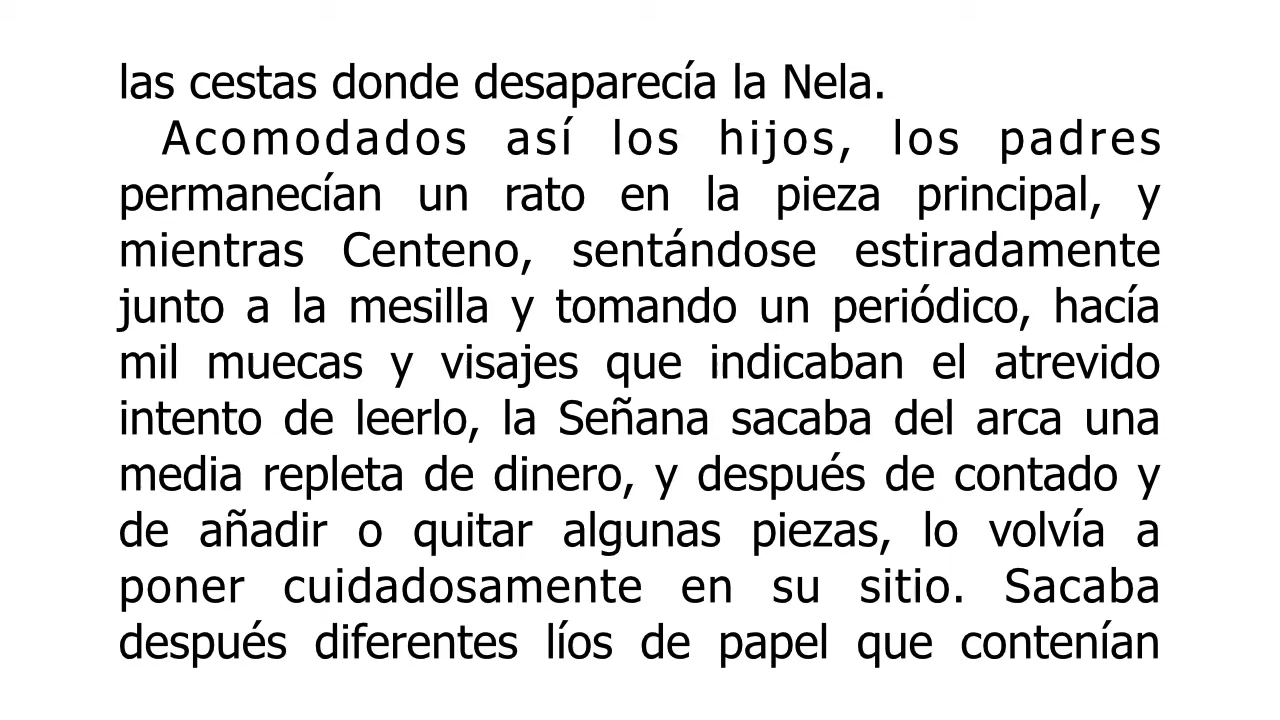 las cestas donde desaparecía la Nela.
Acomodados así los hijos, los padres
permanecían un rato en la pieza principal, y
mientras Centeno, sentándose estiradamente
junto a la mesilla y tomando un periódico, hacía
mil muecas y visajes que indicaban el atrevido
intento de leerlo, la Señana sacaba del arca una
media repleta de dinero, y después de contado y
de añadir o quitar algunas piezas, lo volvía a
poner cuidadosamente en su sitio. Sacaba
después diferentes líos de papel que contenían